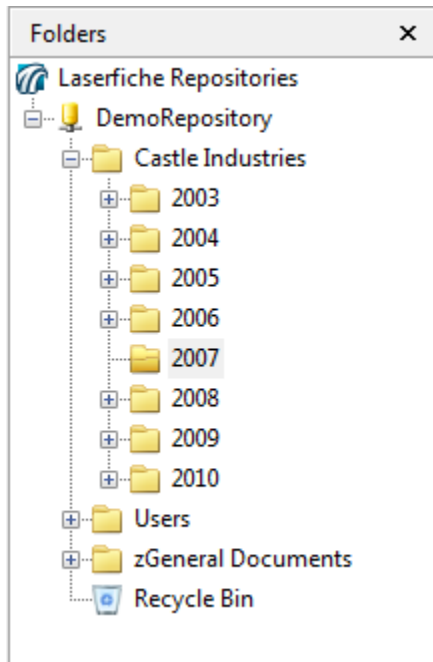 Folders
Laserfiche Repositories
DemoRepository
Castle Industries
2003
2004
2005
2006
2007
2008
2009
2010
Users
zGeneral Documents
Recycle Bin